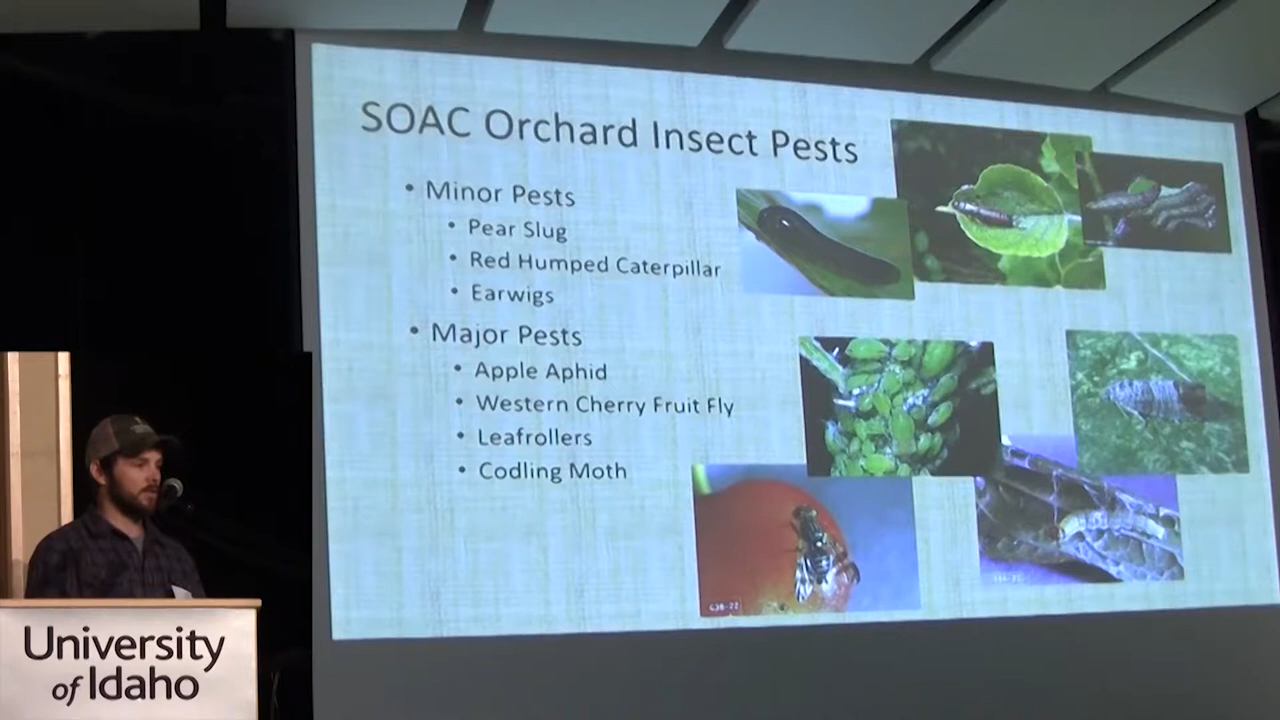 SOAC Orchard Insect Pests
• Minor Pests
• Pear Slug
• Red Humped Caterpillar
• Earwigs
• Major Pests
• Apple Aphid
• Western Cherry Fruit Fly
• Leafrollers
• Codling Moth
University
of Idaho